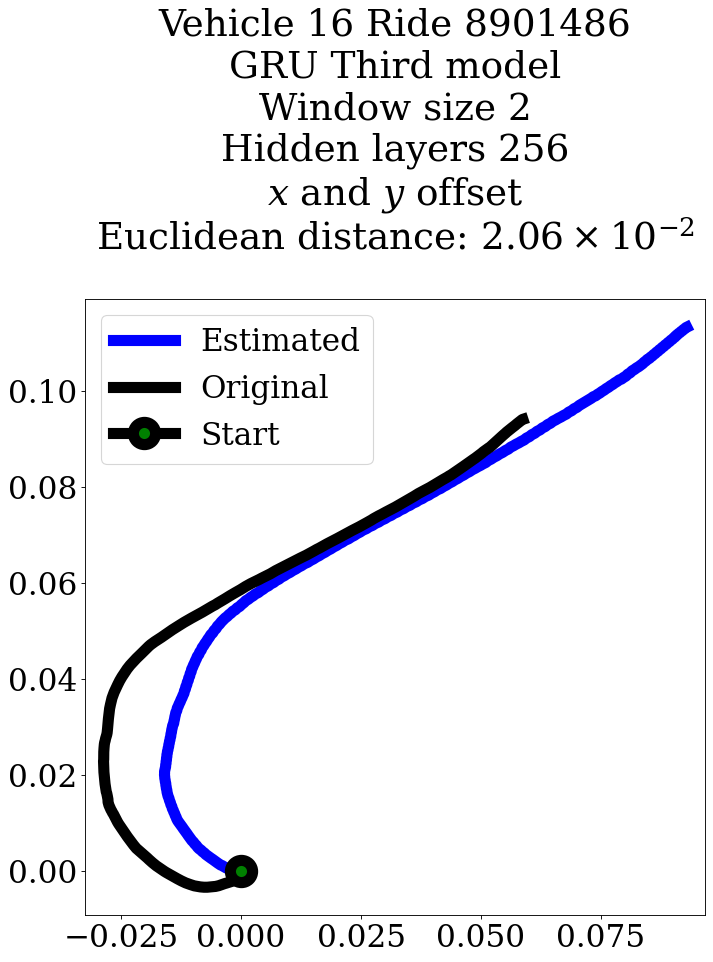 Vehicle 16 Ride 8901486
GRU Third model
Window size 2
Hidden layers 256
x and y offset
Euclidean distance: 2.06 × 10⁻²
Estimated
Original
Start
0.10
0.08
0.06
0.04
0.02
0.00
−0.025 0.000 0.025 0.050 0.075